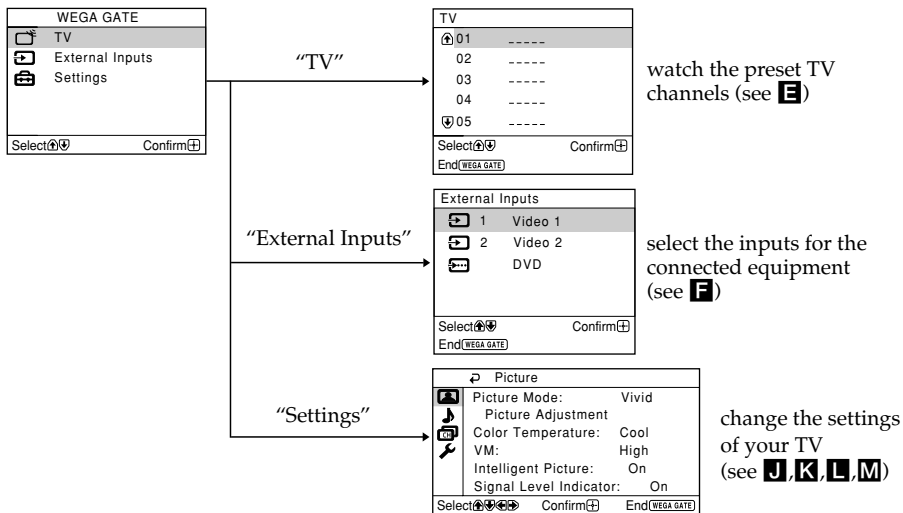 WEGA GATE
TV
External Inputs
Settings
Select Confirm
"TV"
TV
01 -----
02
03 -----
04 -----
05 -----
Select Confirm
End WEGA GATE
watch the preset TV
channels (see E)
"External Inputs"
External Inputs
1 Video 1
2 Video 2
DVD
Select Confirm
End WEGA GATE
select the inputs for the
connected equipment
(see F)
"Settings"
Picture
Picture Mode: Vivid
Picture Adjustment
CH
Color Temperature: Cool
VM: High
Intelligent Picture: On
Signal Level Indicator: On
Select Confirm End WEGA GATE
change the settings
of your TV
(see J,K,L,M)